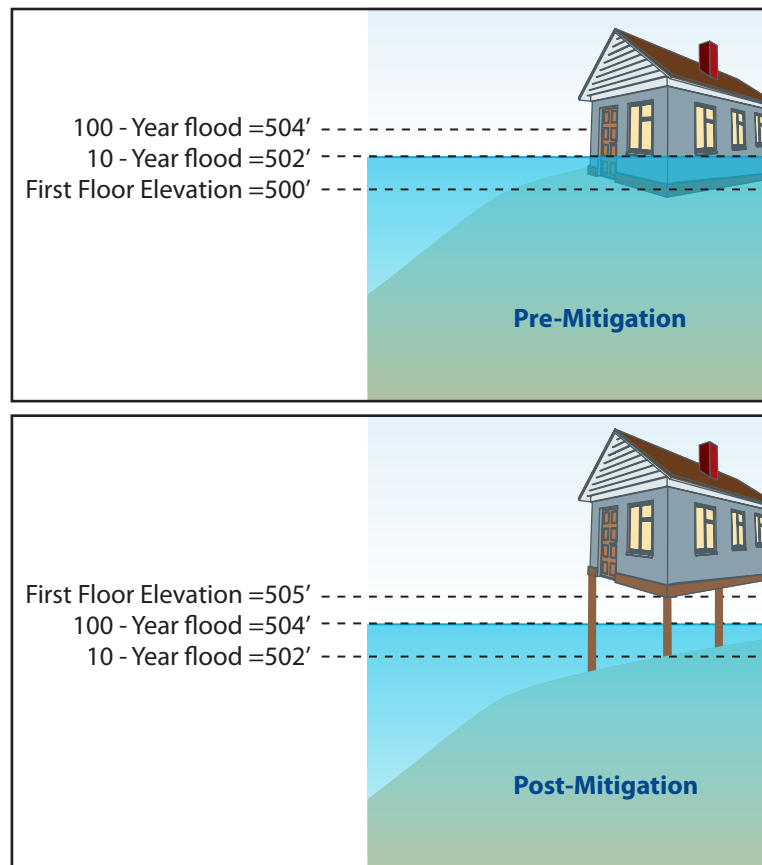 100 - Year flood =504’
10 - Year flood =502’
First Floor Elevation =500’
Pre-Mitigation
First Floor Elevation =505’
100 - Year flood =504’
10 - Year flood =502’
Post-Mitigation